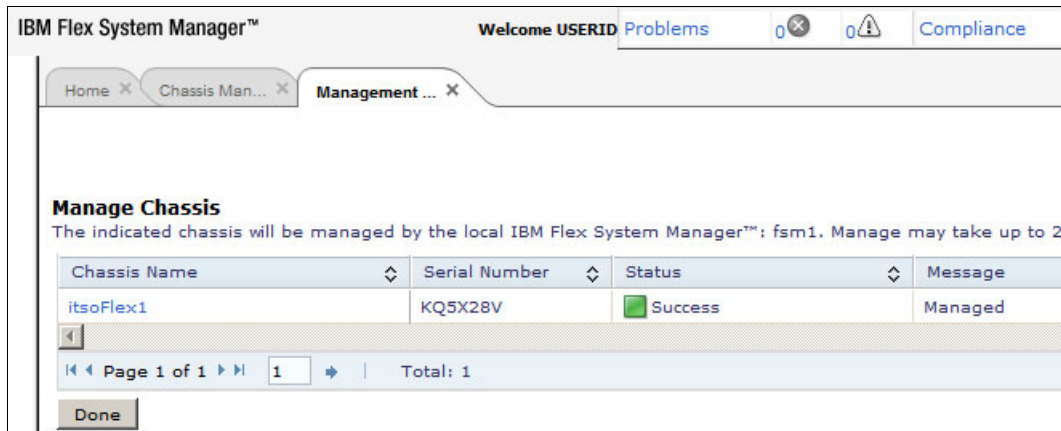 IBM Flex System Manager™ Welcome USERID Problems 0 0 Compliance
Home Chassis Man... Management ...
Manage Chassis
The indicated chassis will be managed by the local IBM Flex System Manager™: fsm1. Manage may take up to 2
Chassis Name Serial Number Status Message
itsoFlex1 KQ5X28V Success Managed
Page 1 of 1 1 Total: 1
Done